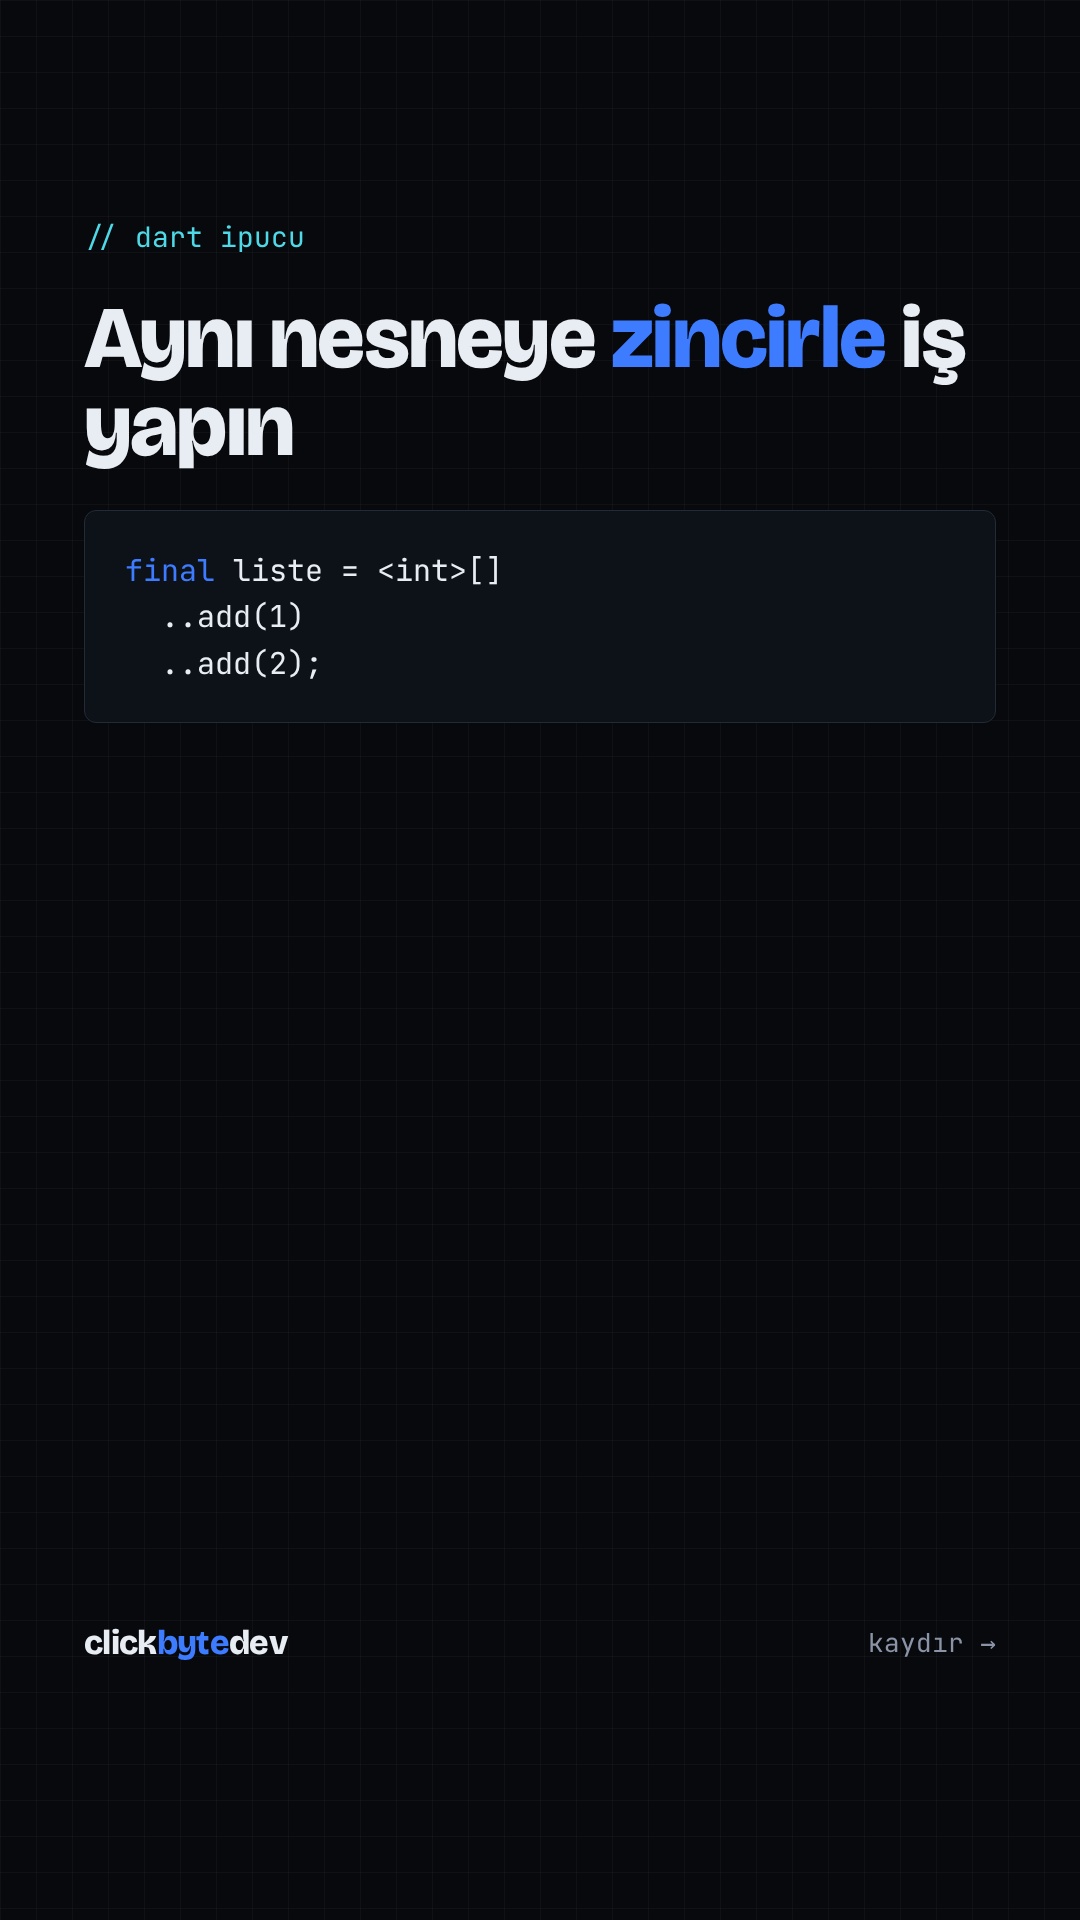 // dart ipucu
Aynı nesneye zincirle iş
yapın
final liste = <int>[]
  ..add(1)
  ..add(2);
clickbytedev
kaydır →